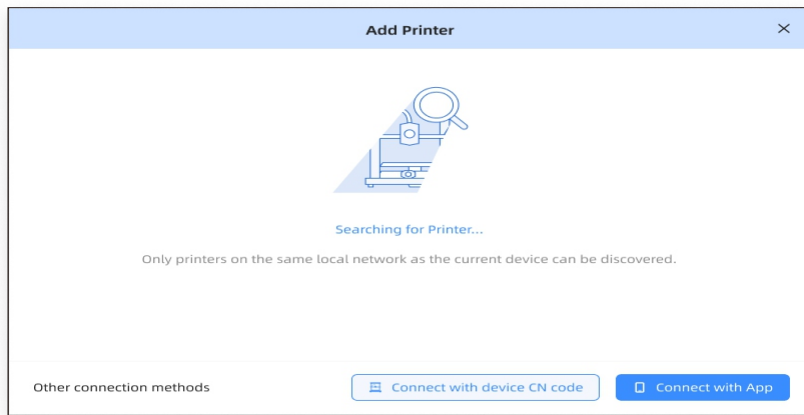 Add Printer
Searching for Printer...
Only printers on the same local network as the current device can be discovered.
Other connection methods
Connect with device CN code
Connect with App